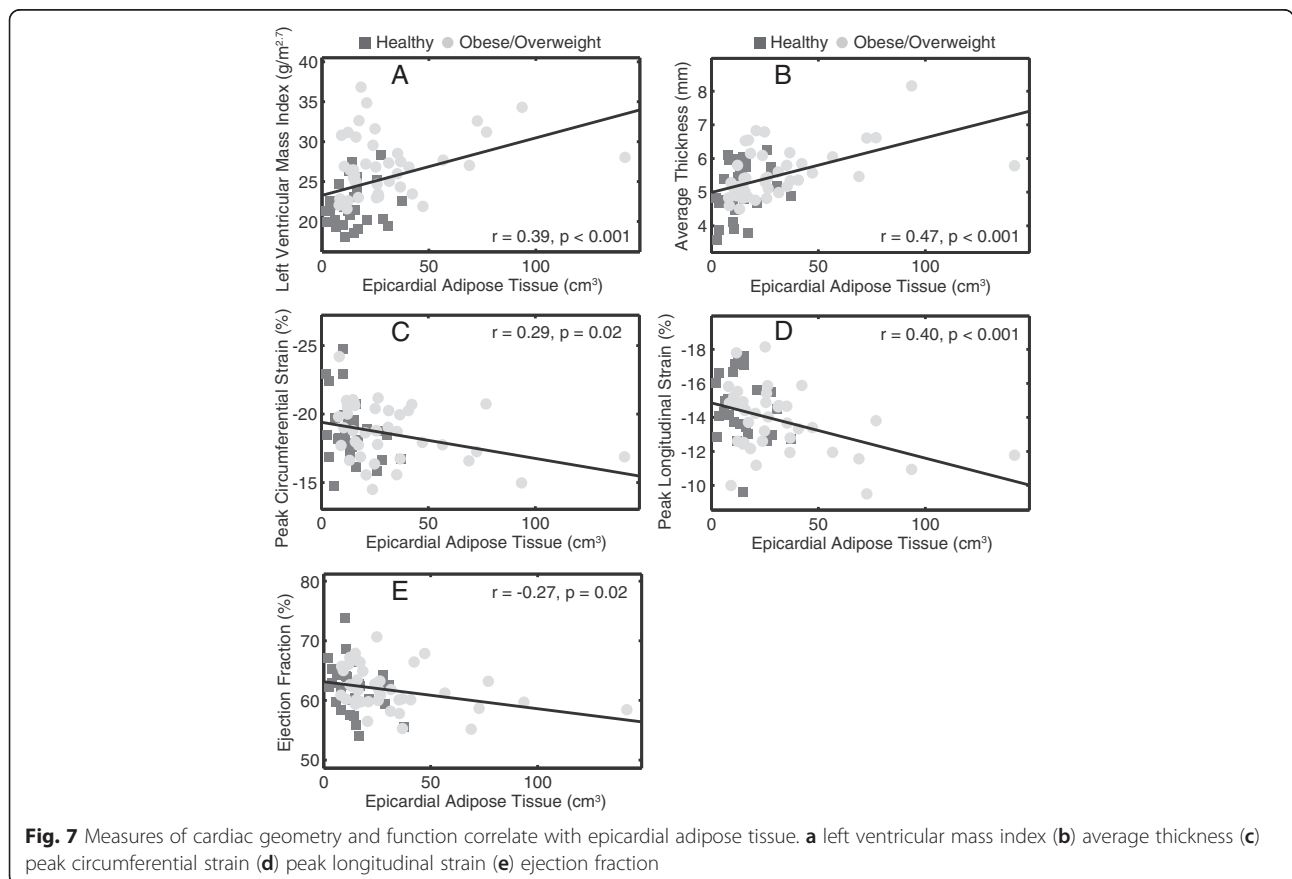 ■ Healthy ● Obese/Overweight
A
Left Ventricular Mass Index (g/m²·⁷)
40
35
30
25
20
0 50 100
r = 0.39, p < 0.001
Epicardial Adipose Tissue (cm³)
■ Healthy ● Obese/Overweight
B
Average Thickness (mm)
8
7
6
5
4
0 50 100
r = 0.47, p < 0.001
Epicardial Adipose Tissue (cm³)
C
r = 0.29, p = 0.02
Peak Circumferential Strain (%)
-25
-20
-15
0 50 100
Epicardial Adipose Tissue (cm³)
D
r = 0.40, p < 0.001
Peak Longitudinal Strain (%)
-18
-16
-14
-12
-10
0 50 100
Epicardial Adipose Tissue (cm³)
E
r = -0.27, p = 0.02
Ejection Fraction (%)
80
70
60
50
0 50 100
Epicardial Adipose Tissue (cm³)
Fig. 7 Measures of cardiac geometry and function correlate with epicardial adipose tissue. a left ventricular mass index (b) average thickness (c)
peak circumferential strain (d) peak longitudinal strain (e) ejection fraction